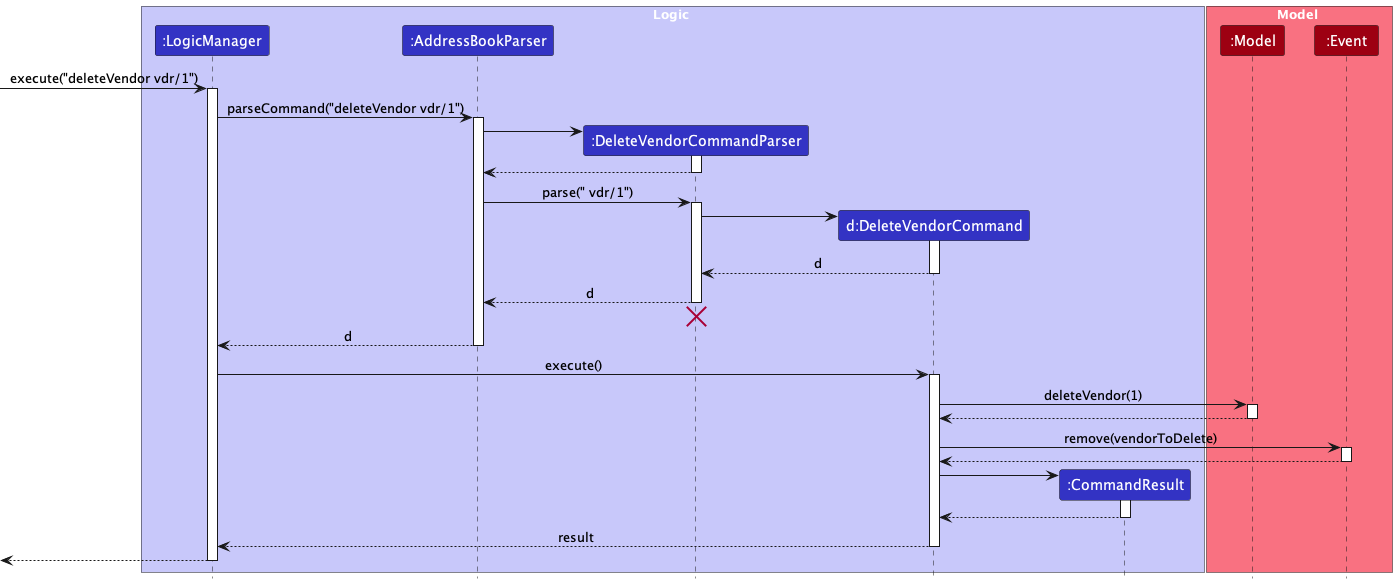 Logic
Model
:LogicManager
:AddressBookParser
:Model
:Event
execute("deleteVendor vdr/1")
parseCommand("deleteVendor vdr/1")
:DeleteVendorCommandParser
parse(" vdr/1")
d:DeleteVendorCommand
d
d
d
execute()
deleteVendor(1)
remove(vendorToDelete)
:CommandResult
result